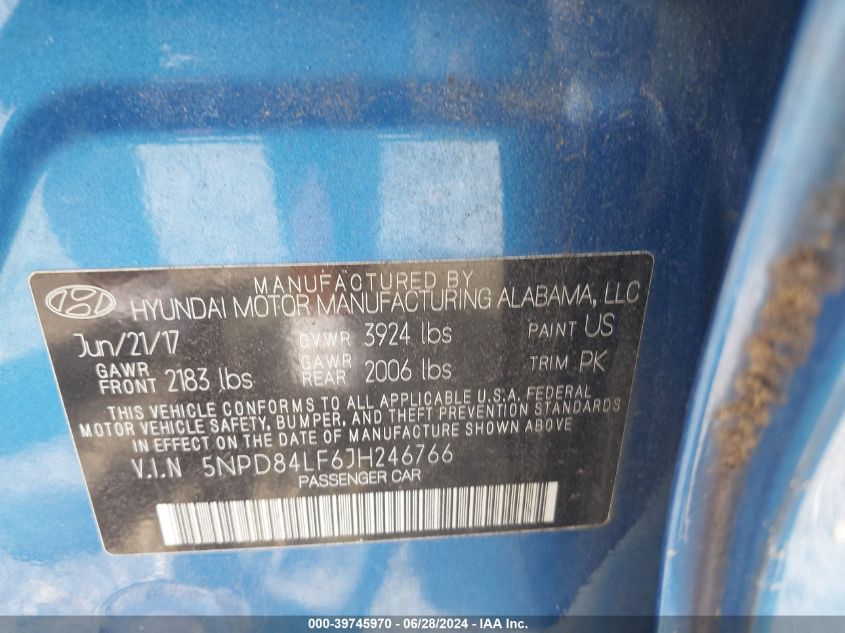 MANUFACTURED BY
HYUNDAI MOTOR MANUFACTURING ALABAMA, LLC
Jun/21/17 GVWR 3924 lbs PAINT US
GAWR FRONT 2183 lbs GAWR REAR 2006 lbs TRIM PK
THIS VEHICLE CONFORMS TO ALL APPLICABLE U.S.A. FEDERAL
MOTOR VEHICLE SAFETY, BUMPER, AND THEFT PREVENTION STANDARDS
IN EFFECT ON THE DATE OF MANUFACTURE SHOWN ABOVE.
V.I.N 5NPD84LF6JH246766
PASSENGER CAR
000-39745970 - 06/28/2024 - IAA Inc.